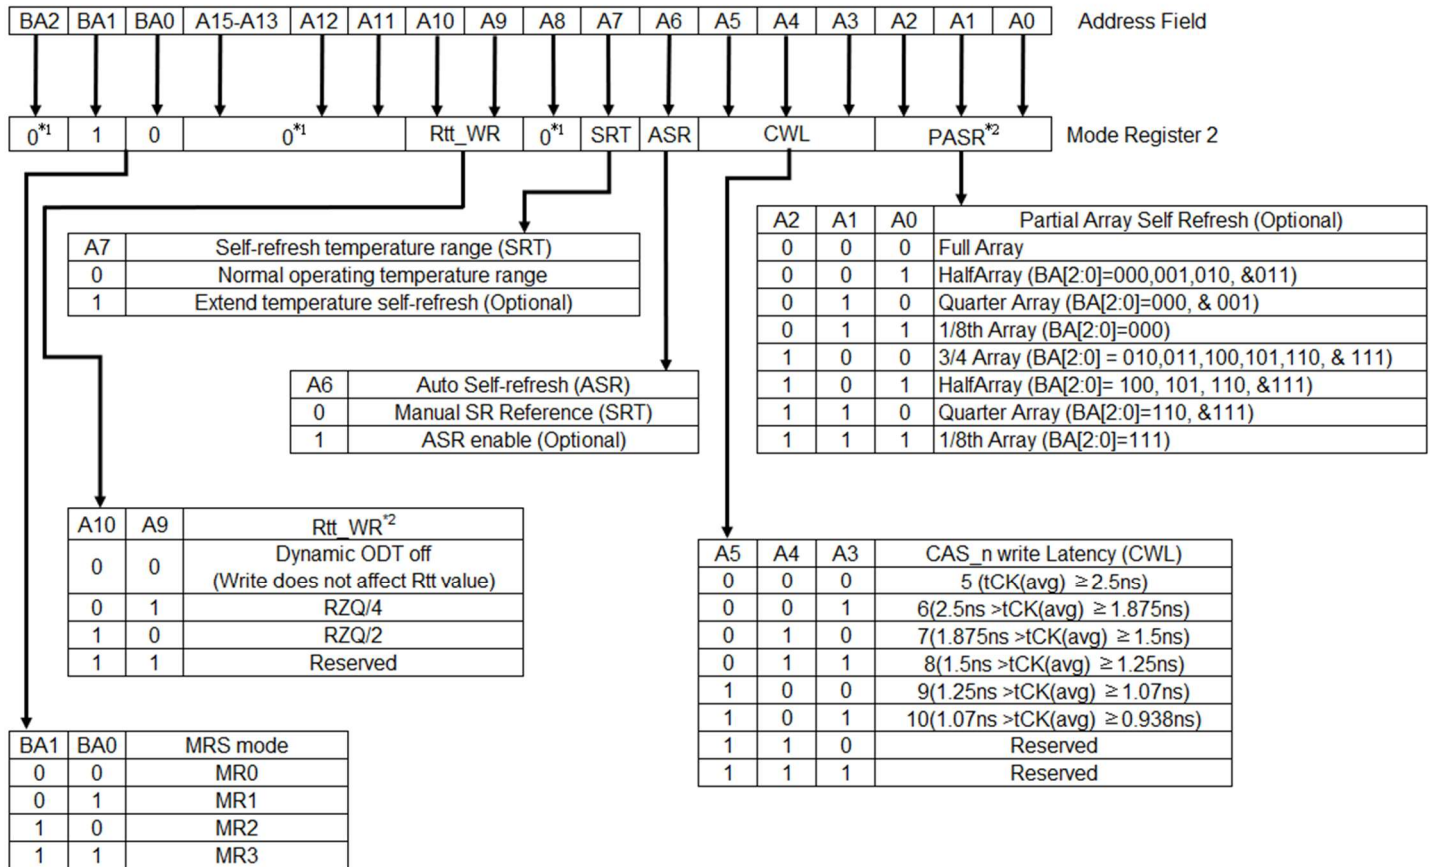 BA2 BA1 BA0 A15-A13 A12 A11 A10 A9 A8 A7 A6 A5 A4 A3 A2 A1 A0 Address Field
0*1 1 0 0*1 Rtt_WR 0*1 SRT ASR CWL PASR*2 Mode Register 2
A7 Self-refresh temperature range (SRT)
0 Normal operating temperature range
1 Extend temperature self-refresh (Optional)
A2 A1 A0 Partial Array Self Refresh (Optional)
0 0 0 Full Array
0 0 1 HalfArray (BA[2:0]=000,001,010, &011)
0 1 0 Quarter Array (BA[2:0]=000, & 001)
0 1 1 1/8th Array (BA[2:0]=000)
1 0 0 3/4 Array (BA[2:0] = 010,011,100,101,110, & 111)
1 0 1 HalfArray (BA[2:0]= 100, 101, 110, &111)
1 1 0 Quarter Array (BA[2:0]=110, &111)
1 1 1 1/8th Array (BA[2:0]=111)
A6 Auto Self-refresh (ASR)
0 Manual SR Reference (SRT)
1 ASR enable (Optional)
A10 A9 Rtt_WR*2
0 0 Dynamic ODT off
(Write does not affect Rtt value)
0 1 RZQ/4
1 0 RZQ/2
1 1 Reserved
A5 A4 A3 CAS_n write Latency (CWL)
0 0 0 5 (tCK(avg) ≥2.5ns)
0 0 1 6(2.5ns >tCK(avg) ≥1.875ns)
0 1 0 7(1.875ns >tCK(avg) ≥1.5ns)
0 1 1 8(1.5ns >tCK(avg) ≥1.25ns)
1 0 0 9(1.25ns >tCK(avg) ≥1.07ns)
1 0 1 10(1.07ns >tCK(avg) ≥0.938ns)
1 1 0 Reserved
1 1 1 Reserved
BA1 BA0 MRS mode
0 0 MR0
0 1 MR1
1 0 MR2
1 1 MR3